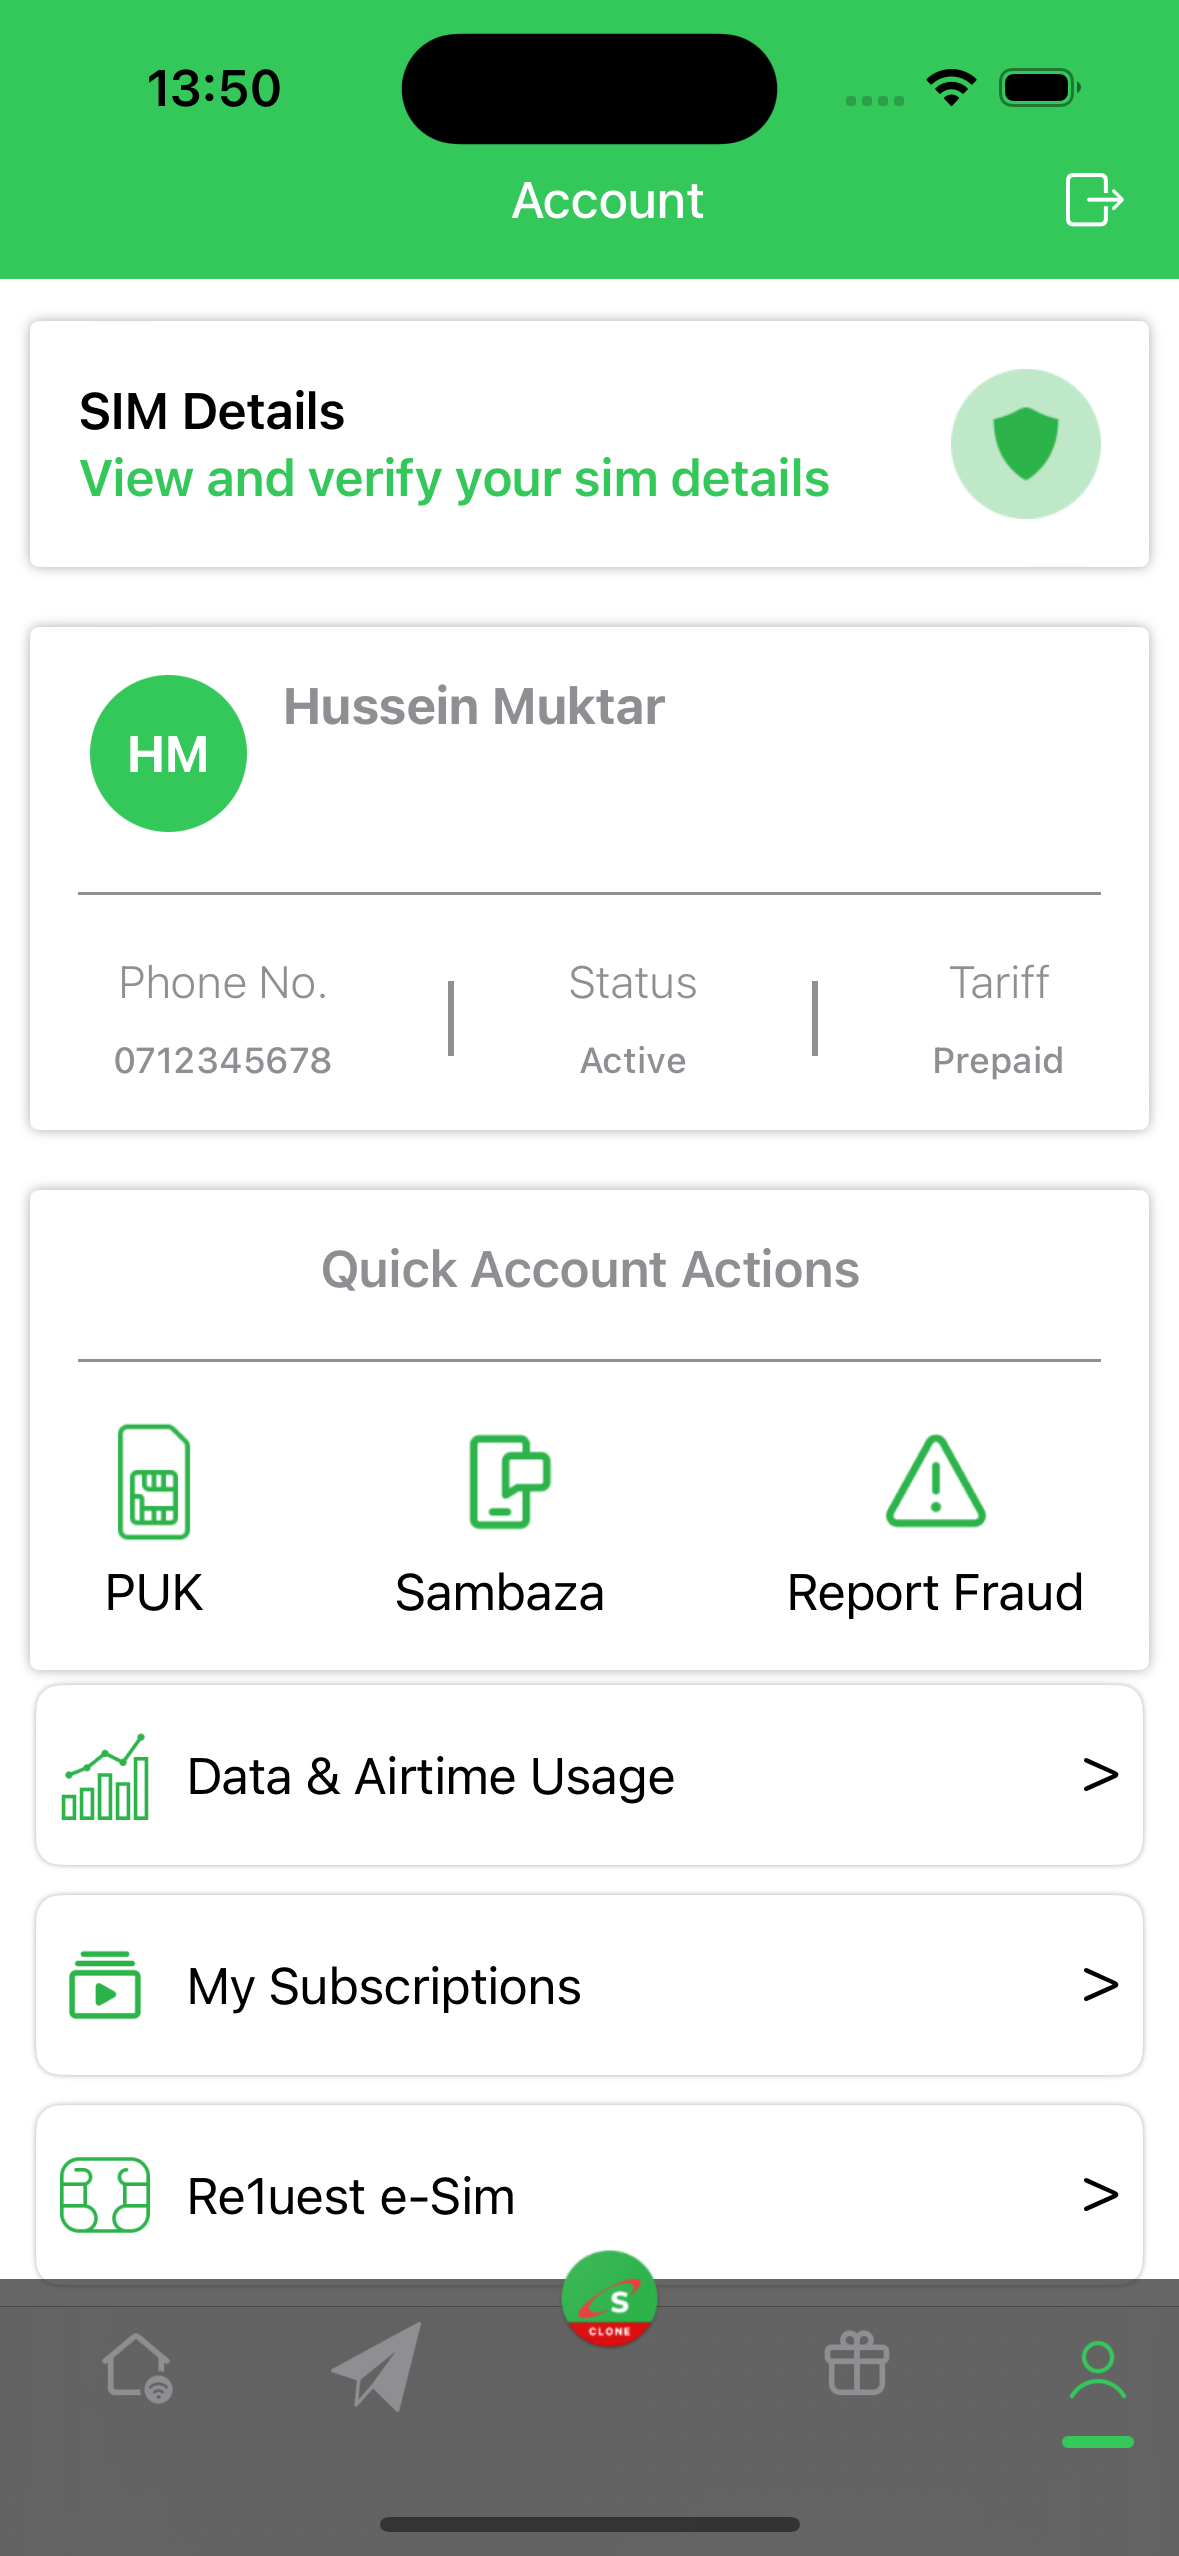 13:50
Account
SIM Details
View and verify your sim details
HM
Hussein Muktar
Phone No.
Status
Tariff
0712345678
Active
Prepaid
Quick Account Actions
PUK
Sambaza
Report Fraud
Data & Airtime Usage >
My Subscriptions >
Re1uest e-Sim >
S
CLONE